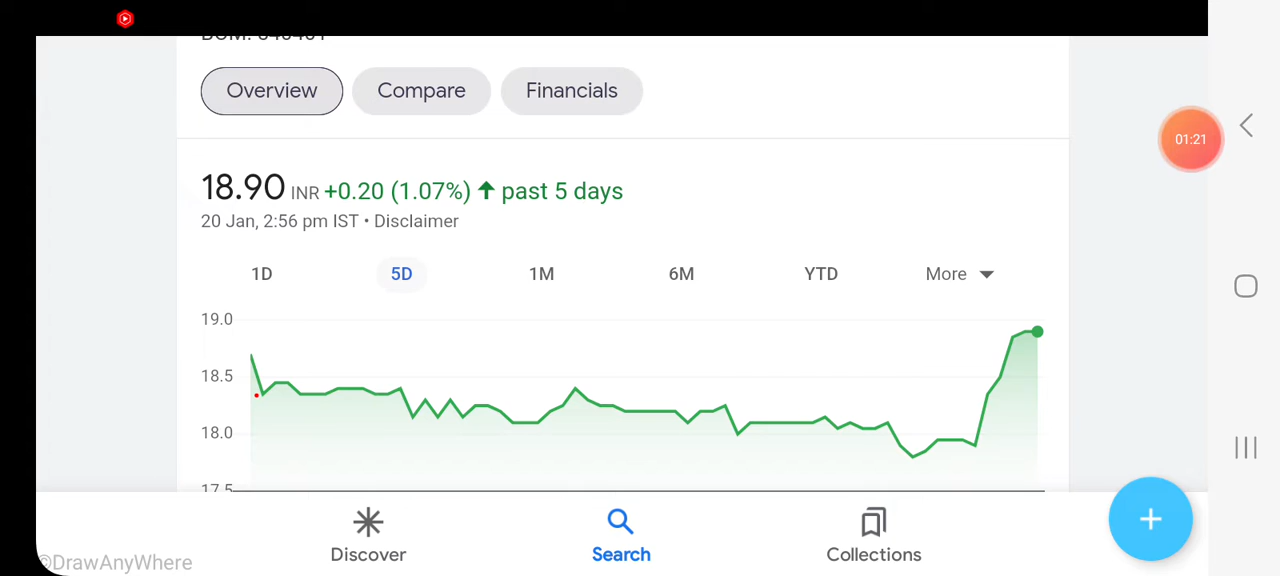 Overview Compare Financials
01:21
18.90 INR +0.20 (1.07%) ↑ past 5 days
20 Jan, 2:56 pm IST • Disclaimer
1D 5D 1M 6M YTD More
19.0
18.5
18.0
17.5
Discover Search Collections
©DrawAnyWhere